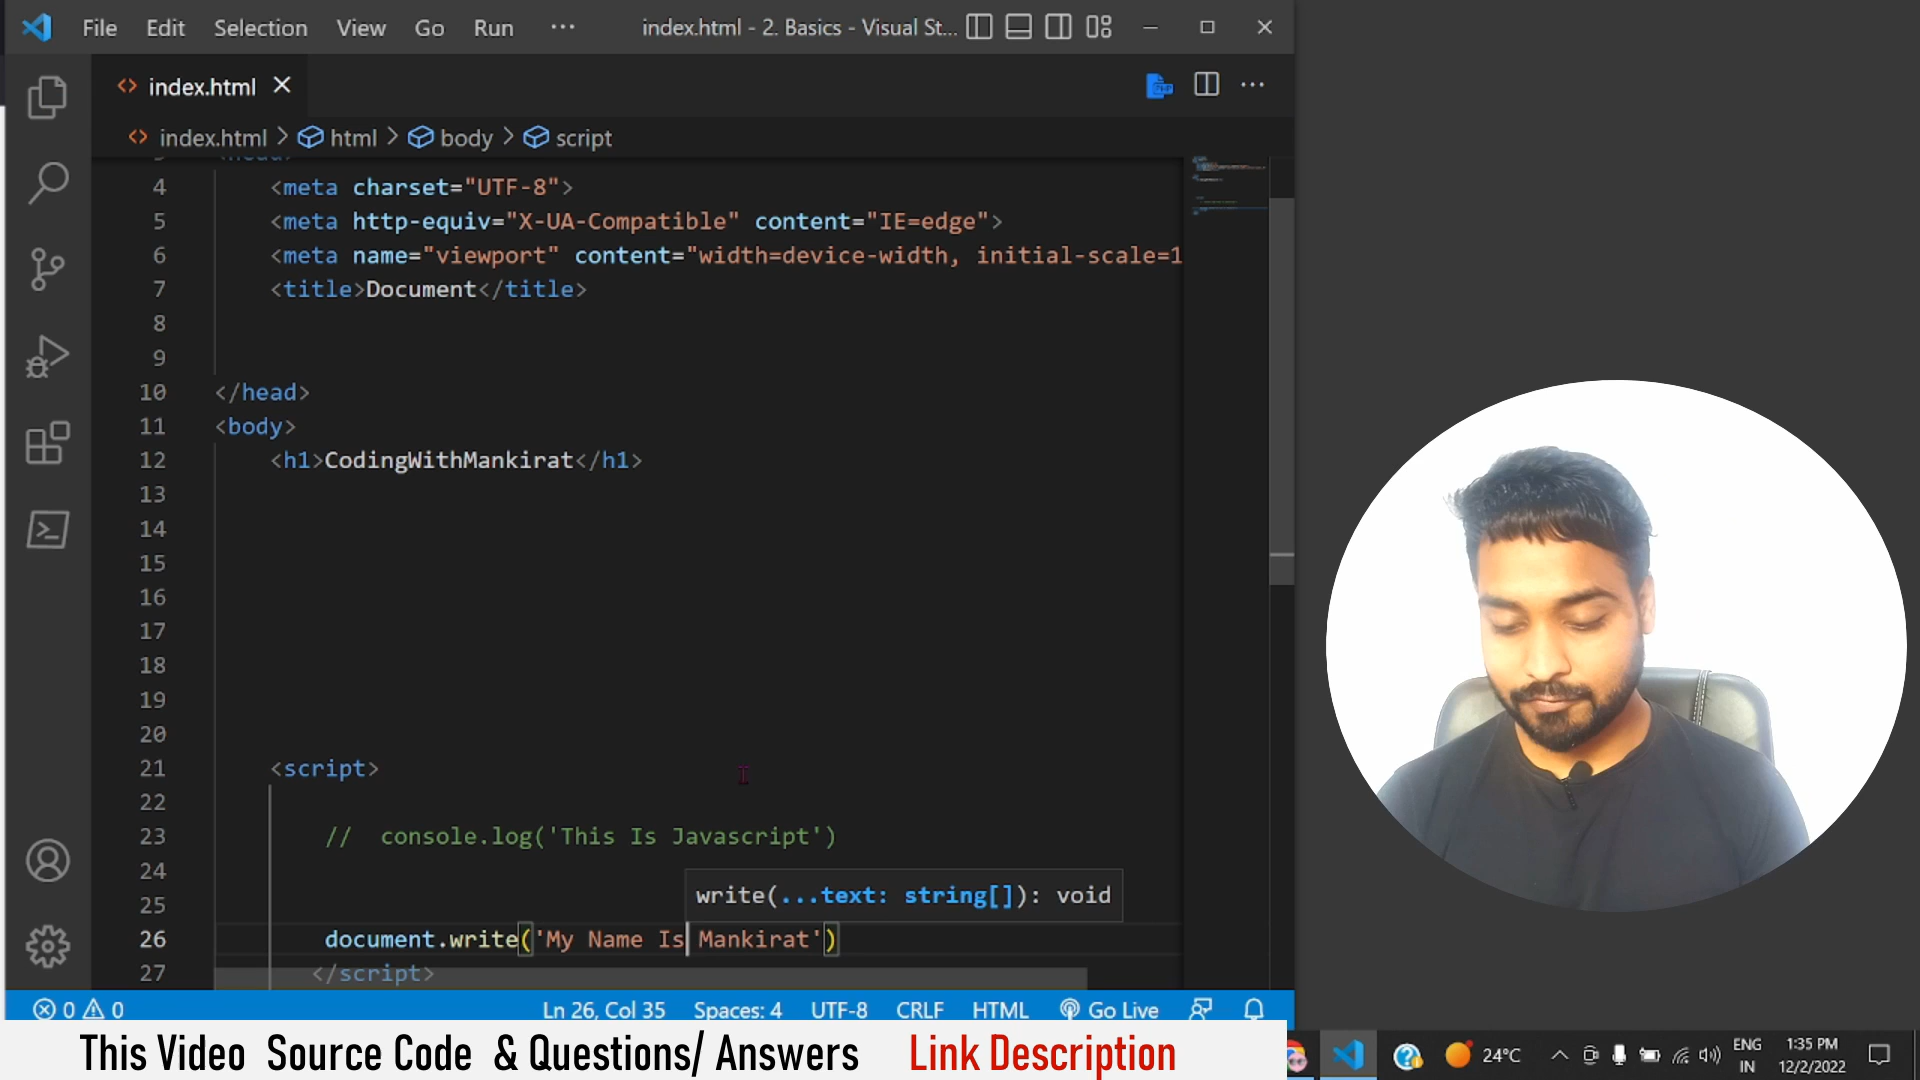 File Edit Selection View Go Run ··· index.html - 2. Basics - Visual St...
index.html
index.html > html > body > script
4 <meta charset="UTF-8">
5 <meta http-equiv="X-UA-Compatible" content="IE=edge">
6 <meta name="viewport" content="width=device-width, initial-scale=1
7 <title>Document</title>
8
9
10 </head>
11 <body>
12 <h1>CodingWithMankirat</h1>
13
14
15
16
17
18
19
20
21 <script>
22
23 // console.log('This Is Javascript')
24
write(...text: string[]): void
25
26 document.write('My Name Is Mankirat')
27 </script>
0 0 Ln 26, Col 35 Spaces: 4 UTF-8 CRLF HTML Go Live
This Video Source Code & Questions/ Answers Link Description
24°C ENG IN 1:35 PM 12/2/2022